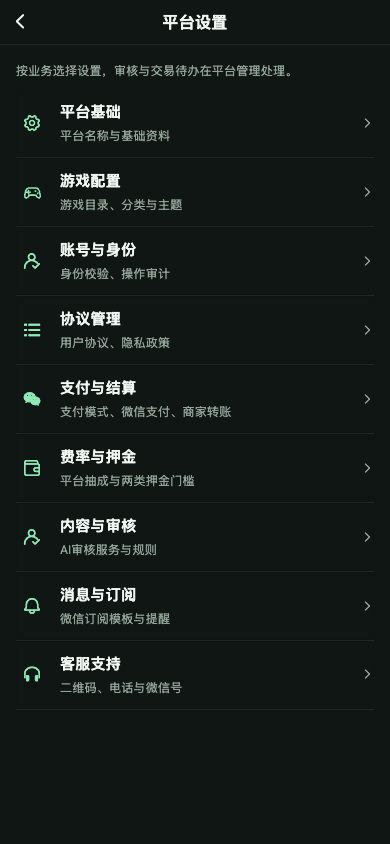 平台设置
按业务选择设置，审核与交易待办在平台管理处理。
平台基础
平台名称与基础资料
游戏配置
游戏目录、分类与主题
账号与身份
身份校验、操作审计
协议管理
用户协议、隐私政策
支付与结算
支付模式、微信支付、商家转账
费率与押金
平台抽成与两类押金门槛
内容与审核
AI审核服务与规则
消息与订阅
微信订阅模板与提醒
客服支持
二维码、电话与微信号